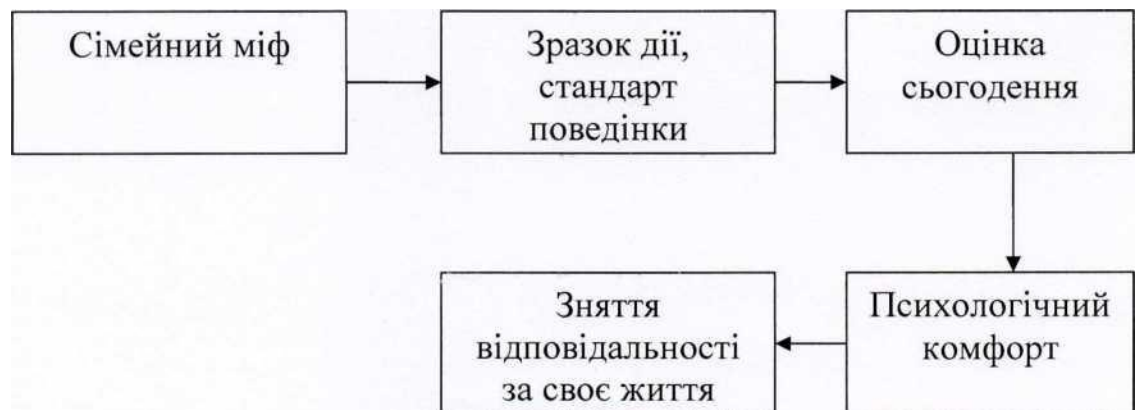 Сімейний міф
Зразок дії,
стандарт
поведінки
Оцінка
сьогодення
Психологічний
комфорт
Зняття
відповідальності
за своє життя